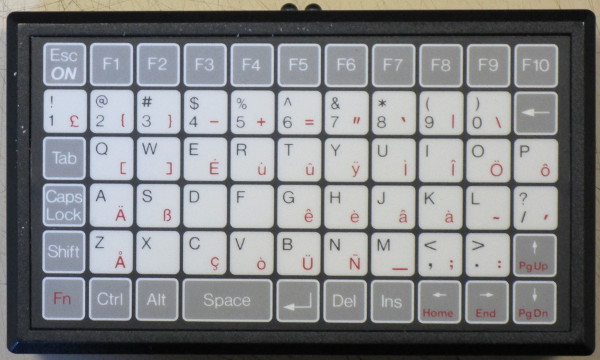 Esc ON F1 F2 F3 F4 F5 F6 F7 F8 F9 F10
! 1 £ @ 2 { # 3 } $ 4 – % 5 + ^ 6 = & 7 " * 8 ` ( 9 | ) 0 \ ←
Tab Q [ W ] E É R ù T û Y ÿ U İ I Î O Ö P ô
Caps Lock A Ä S ß D F G ê H è J â K à L ~ ? / ′
Shift Z Å X C ç V ò B Ü N Ñ M _ < , ; > . : ↑ PgUp
Fn Ctrl Alt Space ↵ Del Ins ← Home → End ↓ PgDn